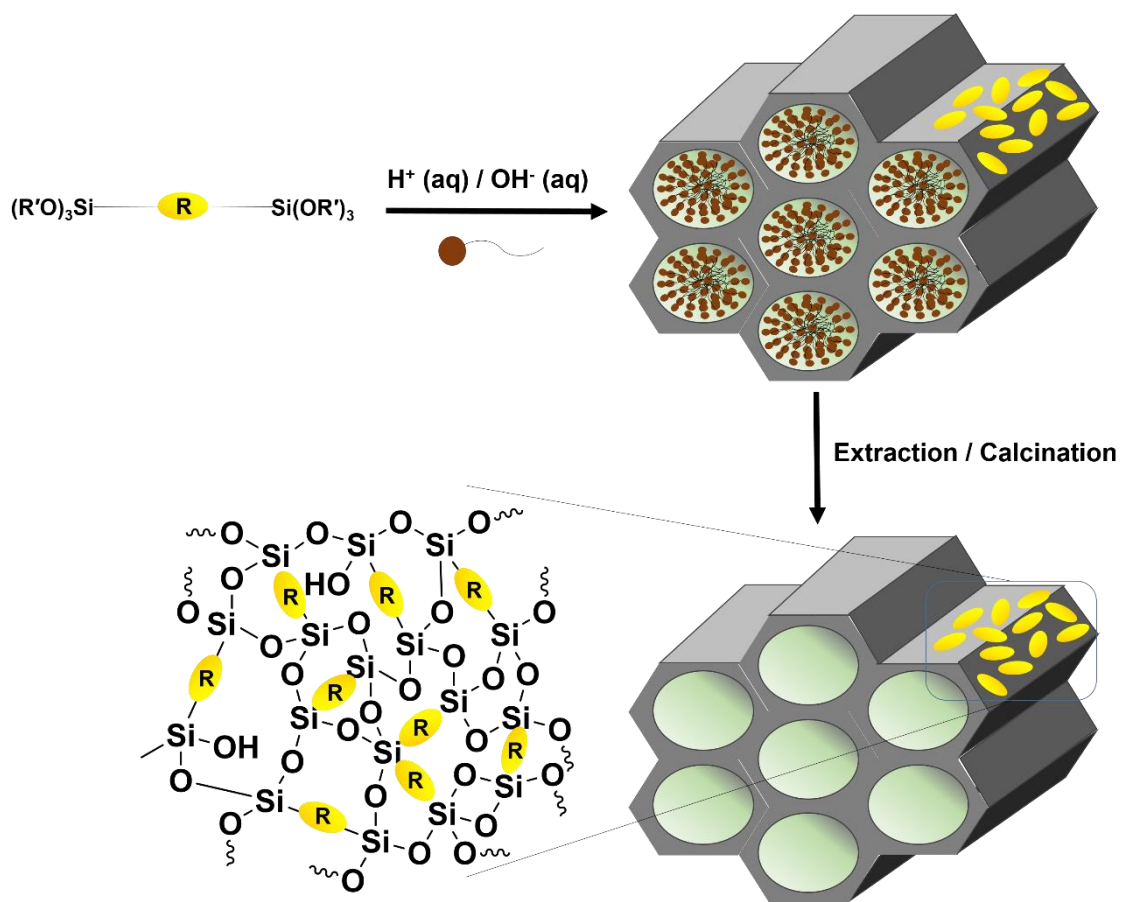 (R′O)₃Si R Si(OR′)₃
H⁺ (aq) / OH⁻ (aq)
Extraction / Calcination
O Si O Si O Si O
HO
R R R
O O O
O Si O Si O Si O Si O
R R
O O O O Si O
Si R R Si
Si OH O O Si R O
O R O
O Si R O Si O Si O
O Si O O O
O